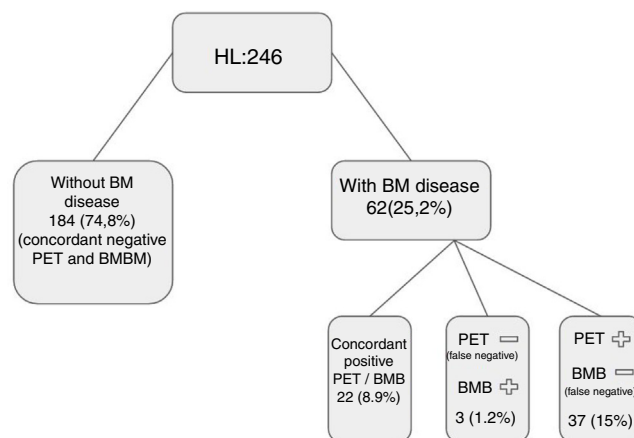 HL:246
Without BM
disease
184 (74,8%)
(concordant negative
PET and BMBM)
With BM disease
62(25,2%)
Concordant
positive
PET / BMB
22 (8.9%)
PET
(false negative)
BMB
3 (1.2%)
PET
BMB
(false negative)
37 (15%)